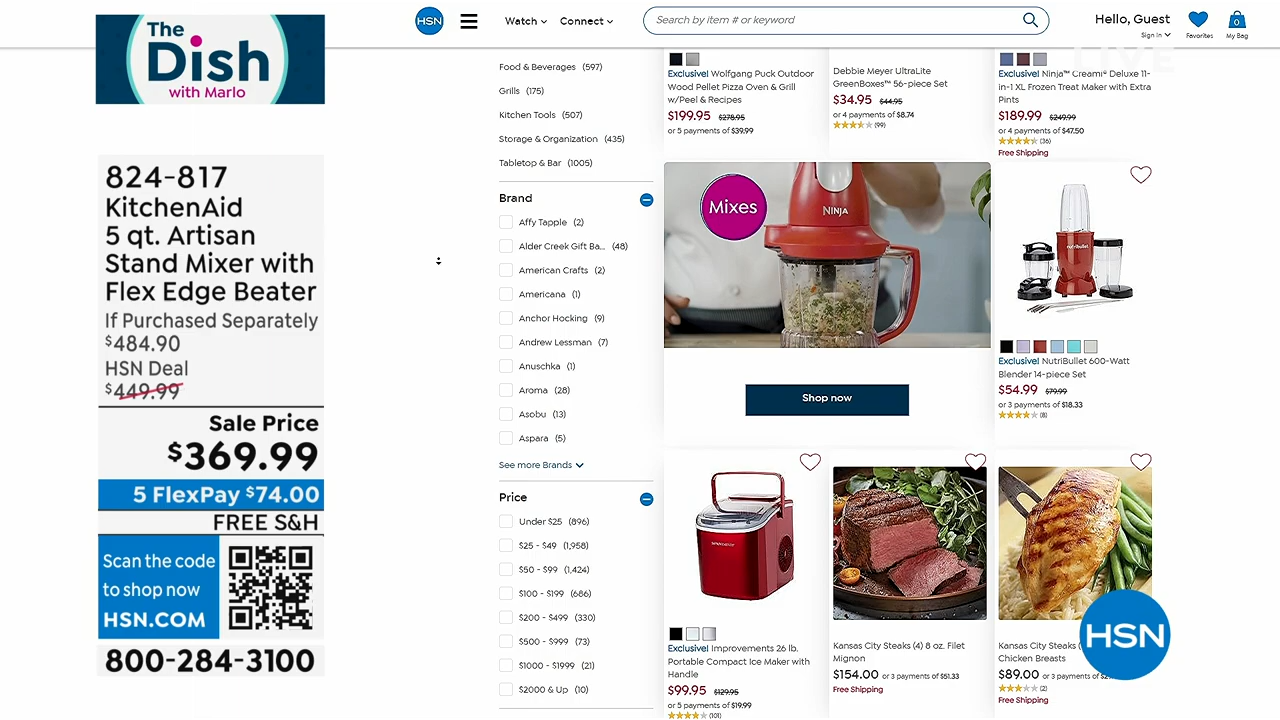 The
Dish
with Marlo
824-817
KitchenAid
5 qt. Artisan
Stand Mixer with
Flex Edge Beater
If Purchased Separately
$484.90
HSN Deal
$449.99
Sale Price
$369.99
5 FlexPay $74.00
FREE S&H
Scan the code
to shop now
HSN.COM
800-284-3100
HSN
Watch
Connect
Search by item # or keyword
Hello, Guest
Sign In
Favorites
0
My Bag
LIVE
Food & Beverages (597)
Grills (175)
Kitchen Tools (507)
Storage & Organization (435)
Tabletop & Bar (1005)
Brand
Affy Tapple (2)
Alder Creek Gift Ba... (48)
American Crafts (2)
Americana (1)
Anchor Hocking (9)
Andrew Lessman (7)
Anuschka (1)
Aroma (28)
Asobu (13)
Aspara (5)
See more Brands
Price
Under $25 (896)
$25 - $49 (1,958)
$50 - $99 (1,424)
$100 - $199 (686)
$200 - $499 (330)
$500 - $999 (73)
$1000 - $1999 (21)
$2000 & Up (10)
Exclusive! Wolfgang Puck Outdoor
Wood Pellet Pizza Oven & Grill
w/Peel & Recipes
$199.95 $278.95
or 5 payments of $39.99
Debbie Meyer UltraLite
GreenBoxes™ 56-piece Set
$34.95 $44.95
or 4 payments of $8.74
(99)
Exclusive! Ninja™ Creami® Deluxe 11-
in-1 XL Frozen Treat Maker with Extra
Pints
$189.99 $249.99
or 4 payments of $47.50
(36)
Free Shipping
Mixes
NINJA
Shop now
nutribullet
Exclusive! NutriBullet 600-Watt
Blender 14-piece Set
$54.99 $79.99
or 3 payments of $18.33
(8)
Exclusive! Improvements 26 lb.
Portable Compact Ice Maker with
Handle
$99.95 $129.95
or 5 payments of $19.99
(101)
Kansas City Steaks (4) 8 oz. Filet
Mignon
$154.00 or 3 payments of $51.33
Free Shipping
Kansas City Steaks
Chicken Breasts
$89.00 or 3 payments of
(2)
Free Shipping
HSN